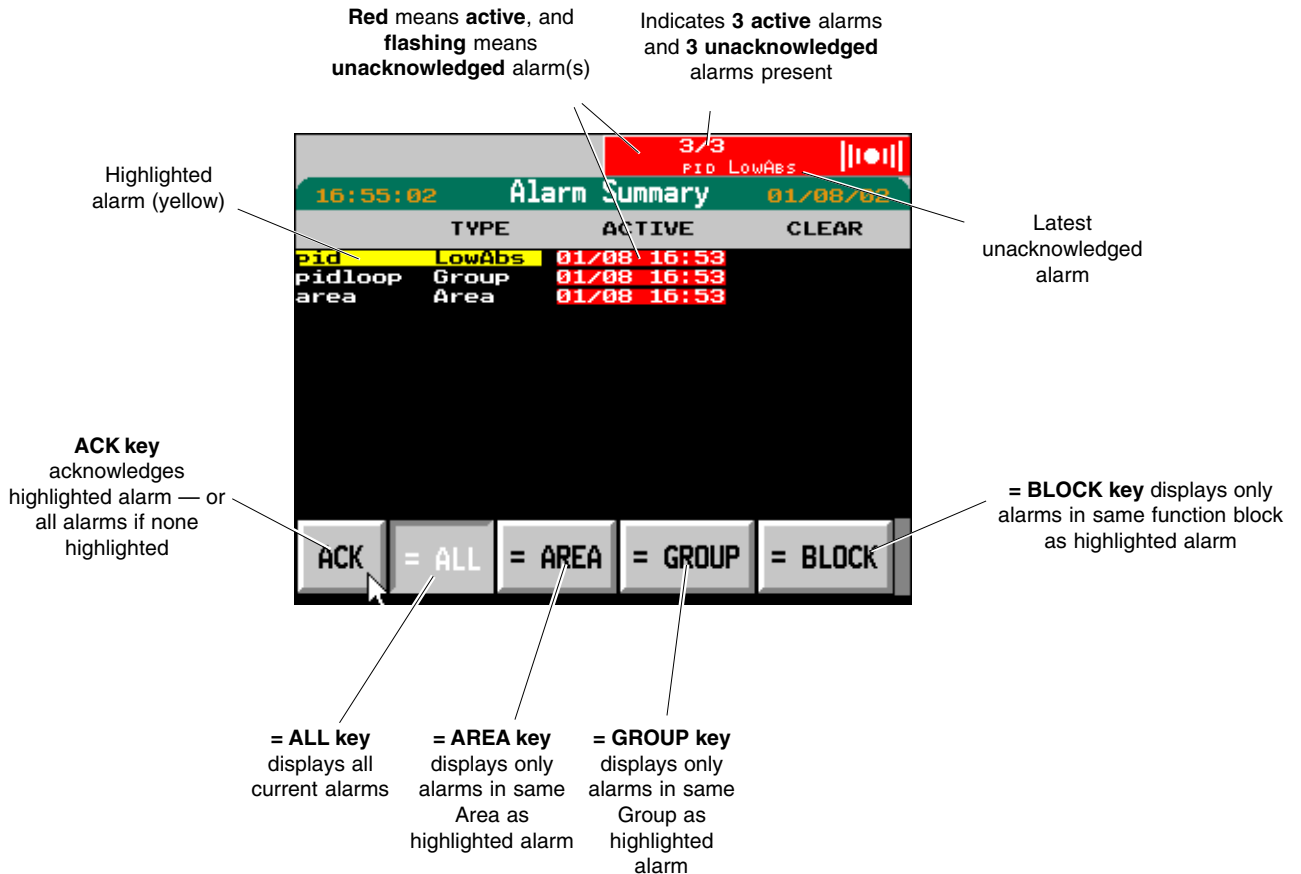 Red means active, and
flashing means
unacknowledged alarm(s)
Indicates 3 active alarms
and 3 unacknowledged
alarms present
Highlighted
alarm (yellow)
3/3
PID LowAbs
16:55:02 Alarm Summary 01/08/02
TYPE ACTIVE CLEAR
pid LowAbs 01/08 16:53
pidloop Group 01/08 16:53
area Area 01/08 16:53
Latest
unacknowledged
alarm
ACK key
acknowledges
highlighted alarm — or
all alarms if none
highlighted
= BLOCK key displays only
alarms in same function block
as highlighted alarm
ACK = ALL = AREA = GROUP = BLOCK
= ALL key
displays all
current alarms
= AREA key
displays only
alarms in same
Area as
highlighted alarm
= GROUP key
displays only
alarms in same
Group as
highlighted
alarm